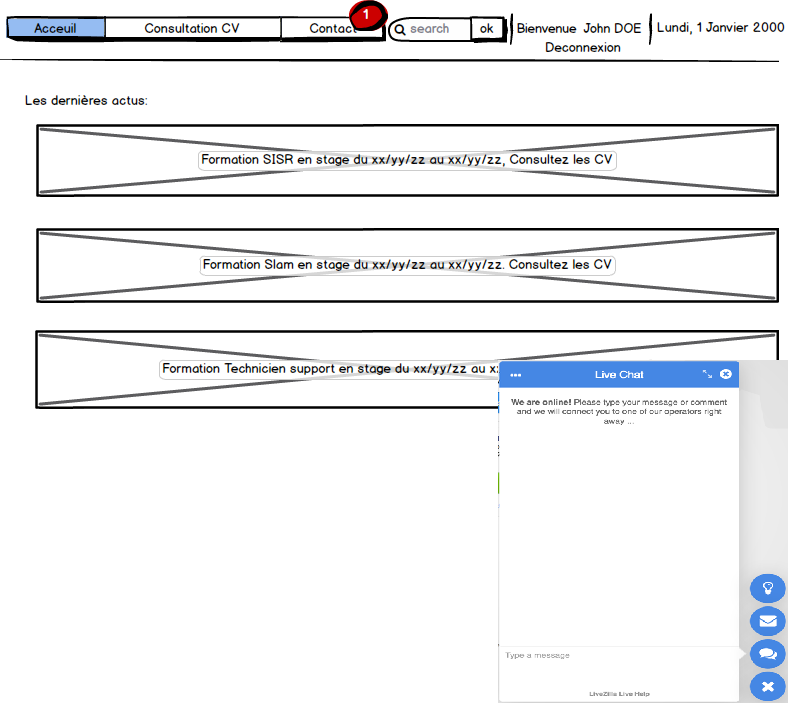 Acceuil
Consultation CV
Contact
1
search
ok
Bienvenue John DOE
Deconnexion
Lundi, 1 Janvier 2000
Les dernières actus:
Formation SISR en stage du xx/yy/zz au xx/yy/zz, Consultez les CV
Formation Slam en stage du xx/yy/zz au xx/yy/zz. Consultez les CV
Formation Technicien support en stage du xx/yy/zz au x
Live Chat
We are online! Please type your message or comment
and we will connect you to one of our operators right
away ...
Type a message
LiveZilla Live Help